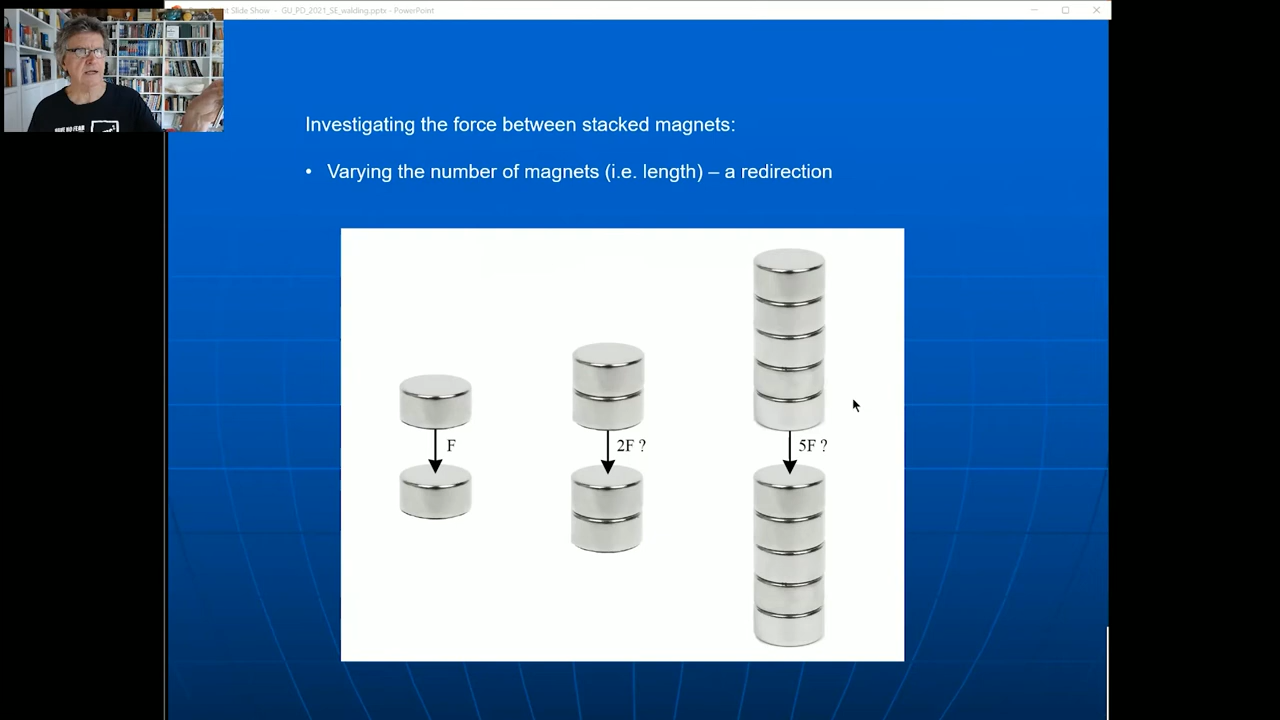 Slide Show - GU_PD_2021_SE_walding.pptx - PowerPoint
Investigating the force between stacked magnets:
• Varying the number of magnets (i.e. length) – a redirection
F
2F ?
5F ?